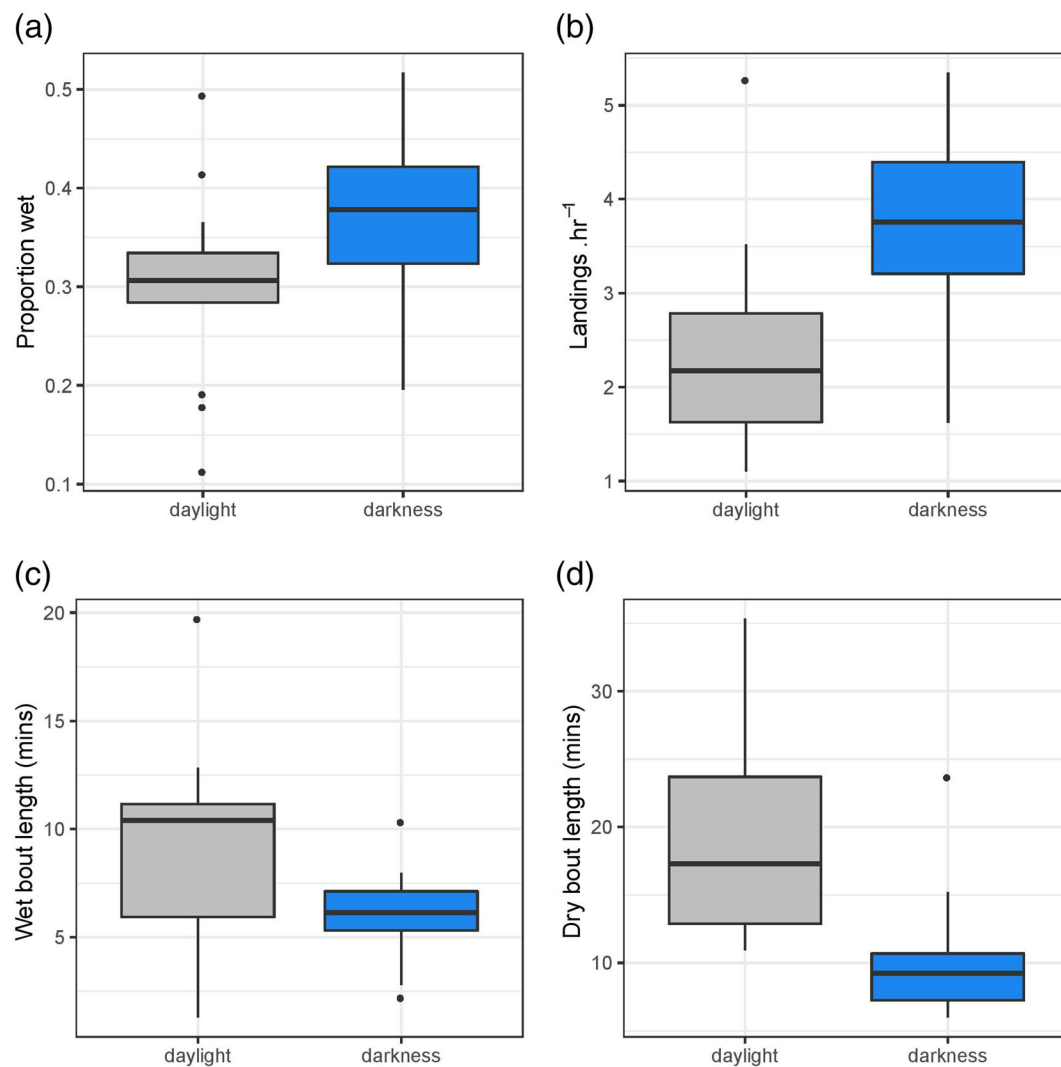 (a)
Proportion wet
0.5
0.4
0.3
0.2
0.1
daylight darkness
(b)
Landings .hr⁻¹
5
4
3
2
1
daylight darkness
(c)
Wet bout length (mins)
20
15
10
5
daylight darkness
(d)
Dry bout length (mins)
30
20
10
daylight darkness